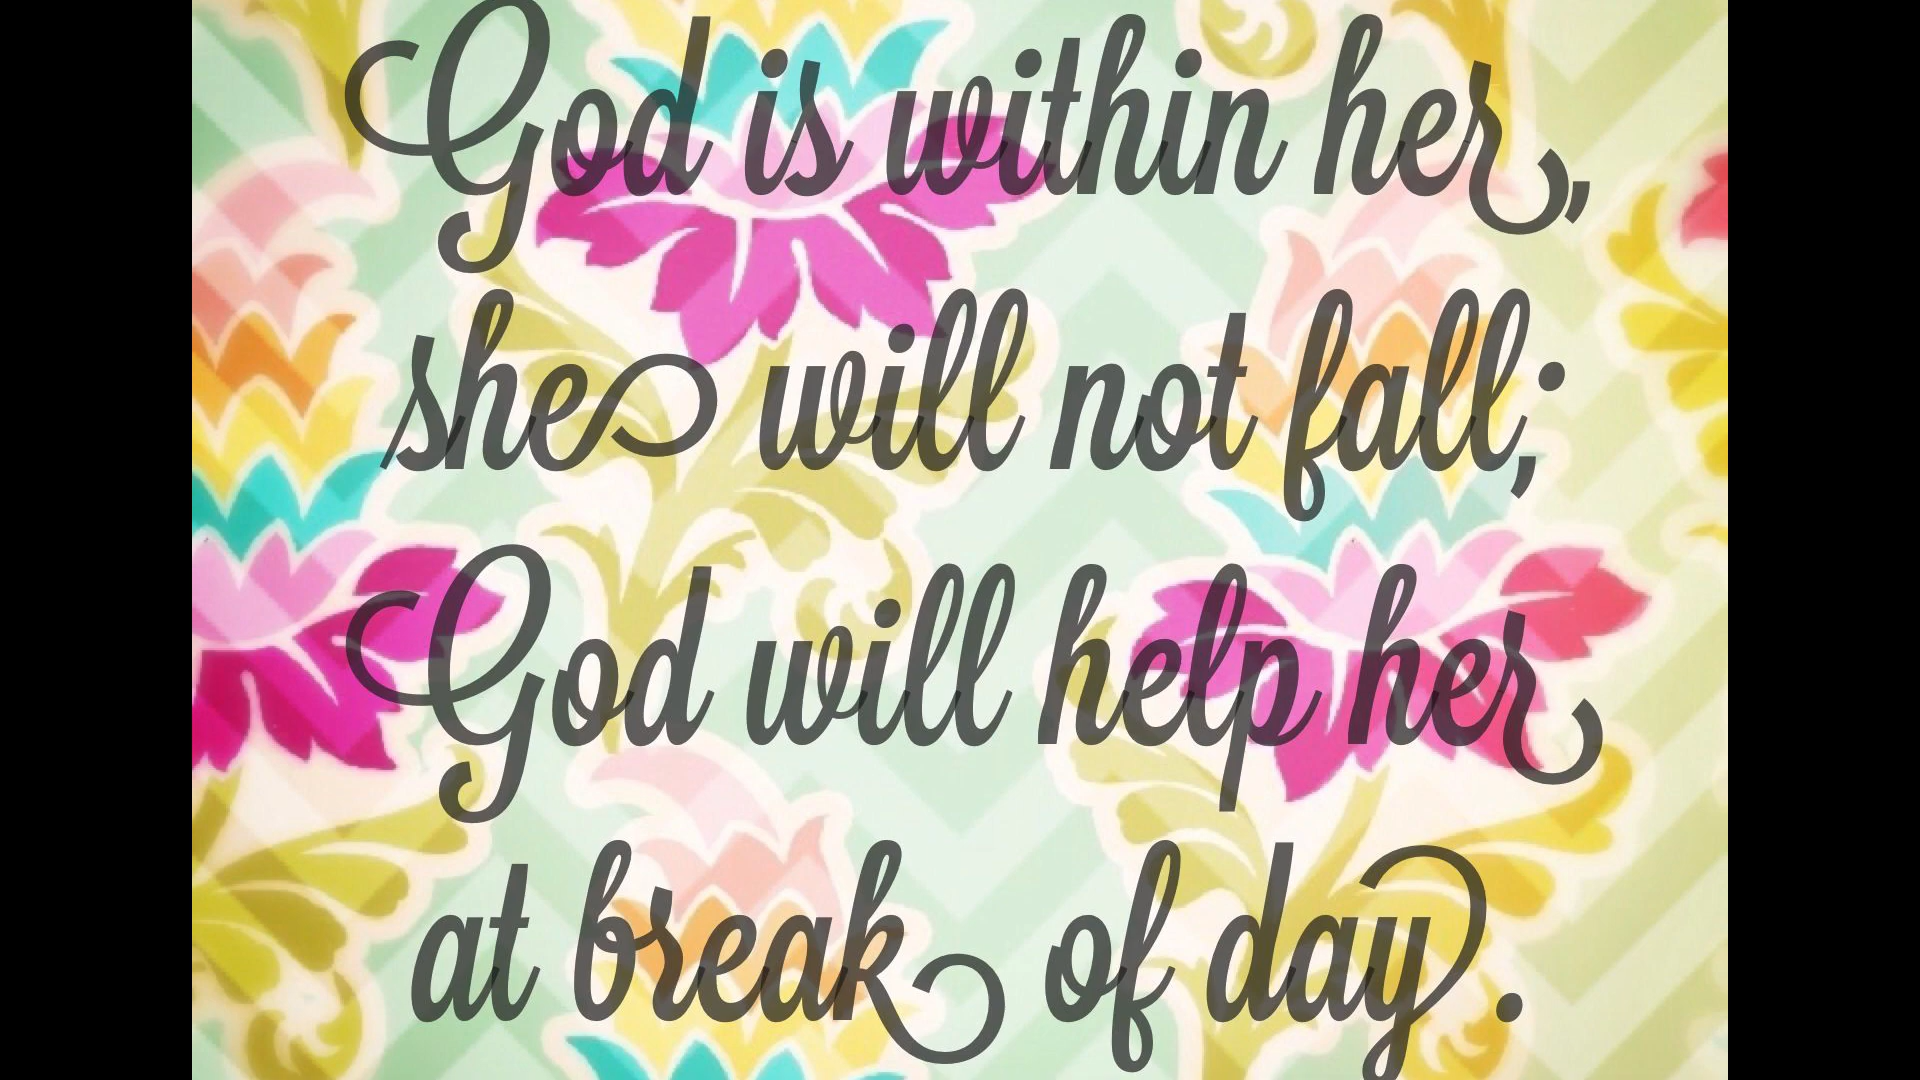 God is within her,
she will not fall;
God will help her
at break of day.